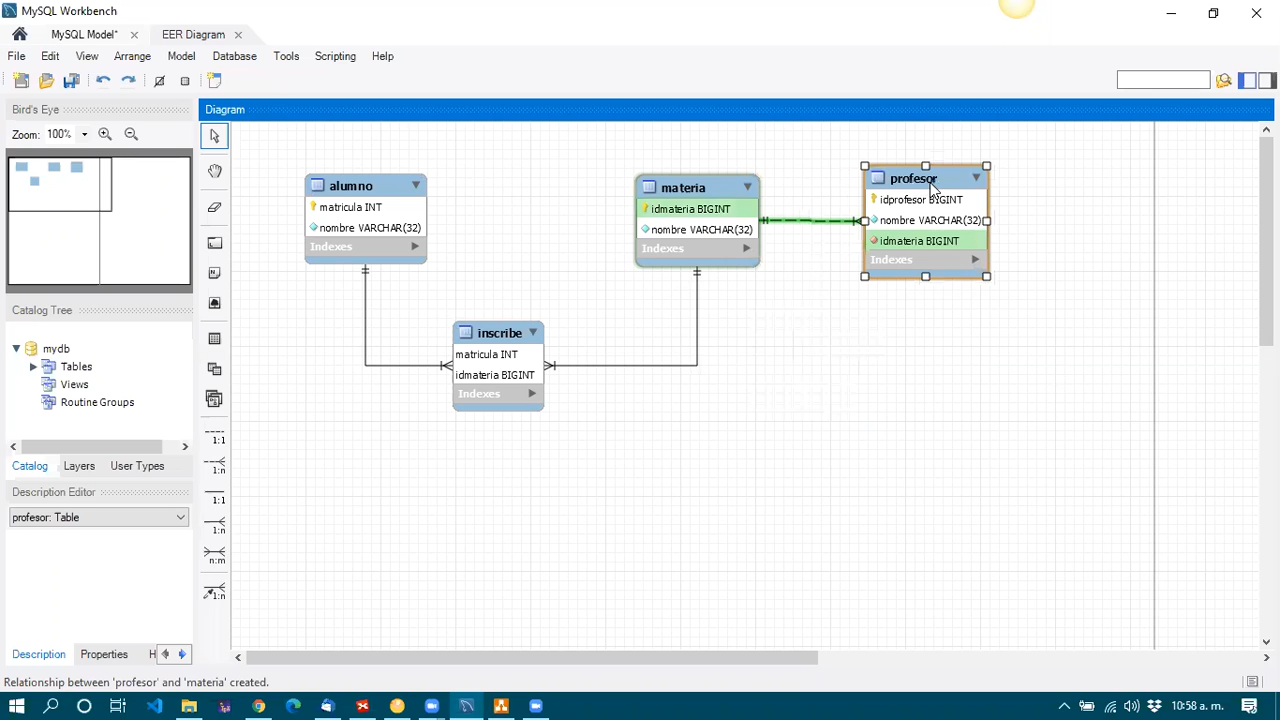 MySQL Workbench
MySQL Model*
EER Diagram
File Edit View Arrange Model Database Tools Scripting Help
Bird's Eye
Zoom: 100%
Diagram
Catalog Tree
mydb
Tables
Views
Routine Groups
Catalog Layers User Types
Description Editor
profesor: Table
Description Properties H
1:1
1:n
1:1
1:n
n:m
1:n
alumno
matricula INT
nombre VARCHAR(32)
Indexes
materia
idmateria BIGINT
nombre VARCHAR(32)
Indexes
profesor
idprofesor BIGINT
nombre VARCHAR(32)
idmateria BIGINT
Indexes
inscribe
matricula INT
idmateria BIGINT
Indexes
Relationship between 'profesor' and 'materia' created.
10:58 a. m.